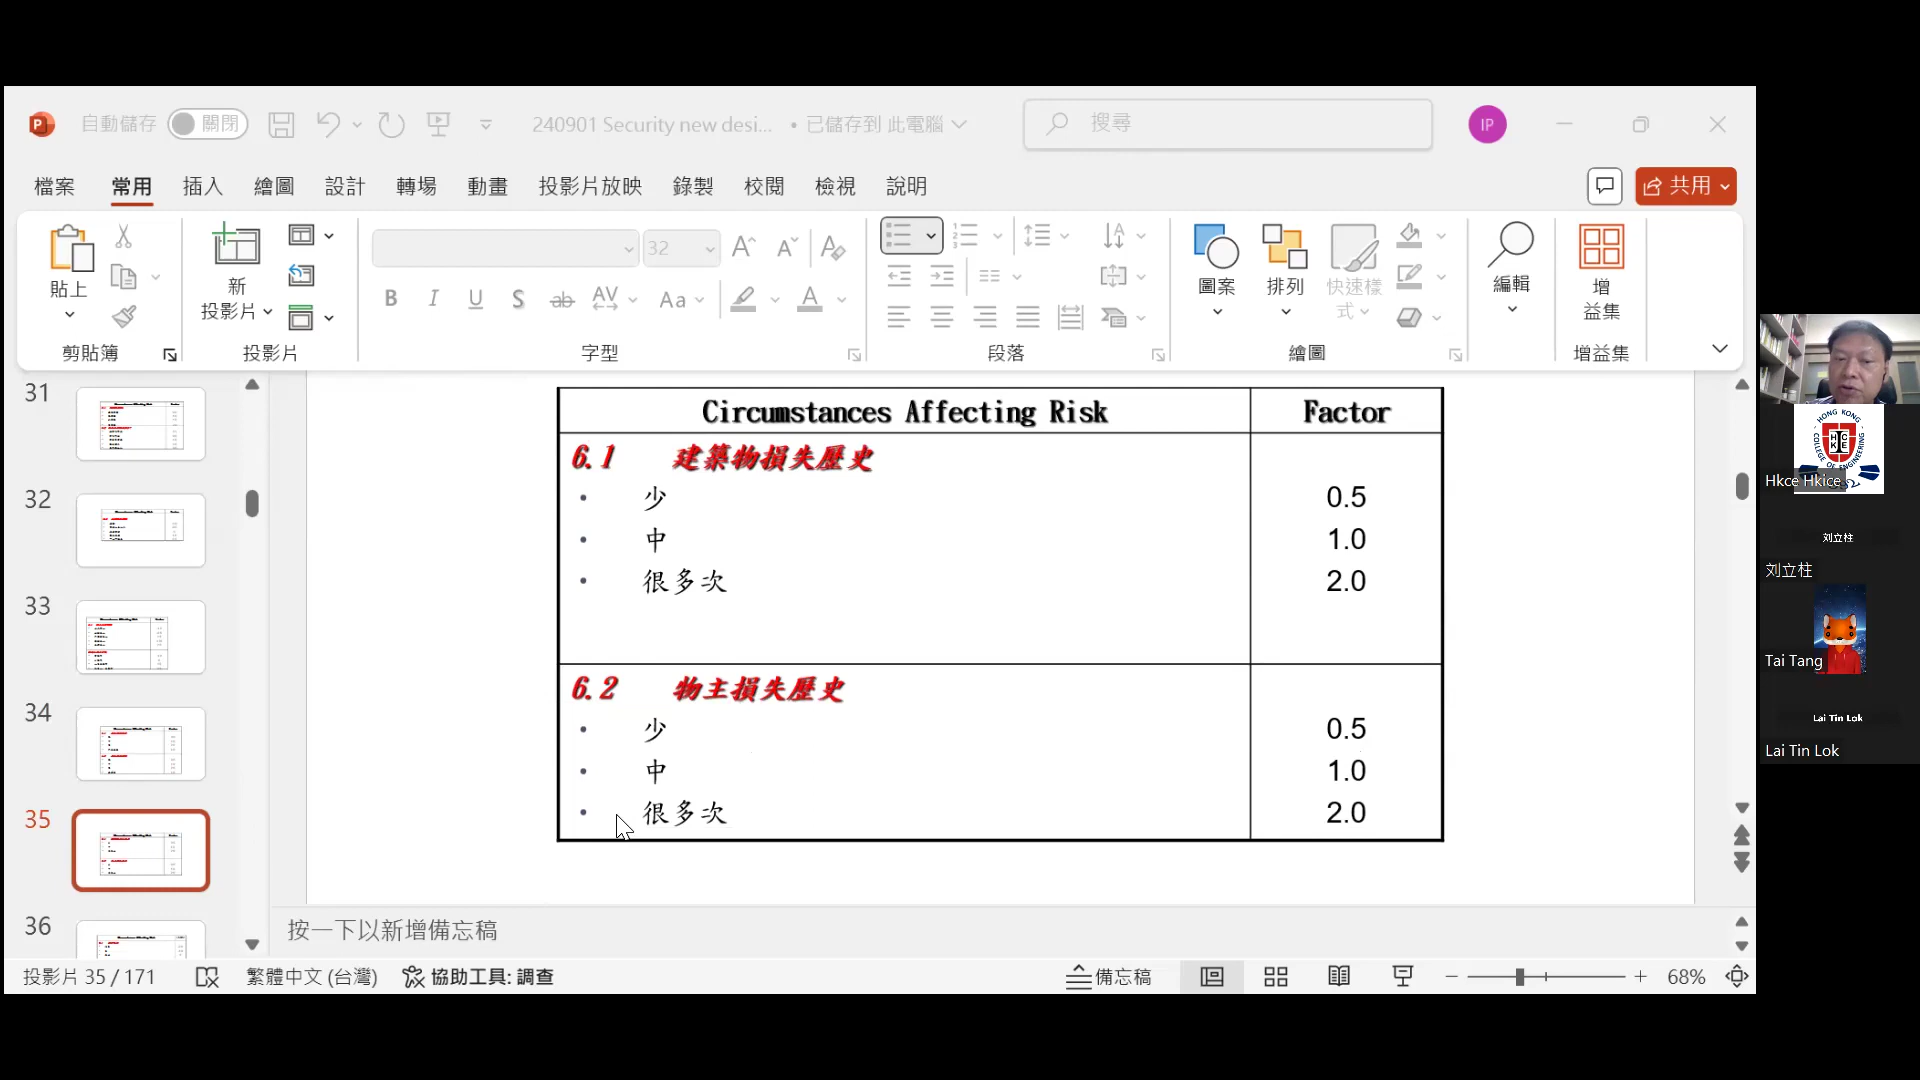 自動儲存 關閉 240901 Security new desi... • 已儲存到 此電腦 搜尋 IP
檔案 常用 插入 繪圖 設計 轉場 動畫 投影片放映 錄製 校閱 檢視 說明 共用
貼上 新 投影片 32 圖案 排列 快速樣式 編輯 增益集
剪貼簿 投影片 字型 段落 繪圖 增益集
31
32
33
34
35
36
Circumstances Affecting Risk Factor
6.1 建築物損失歷史
• 少 0.5
• 中 1.0
• 很多次 2.0
6.2 物主損失歷史
• 少 0.5
• 中 1.0
• 很多次 2.0
按一下以新增備忘稿
投影片 35 / 171 繁體中文 (台灣) 協助工具: 調查 備忘稿 68%
HONG KONG
COLLEGE OF ENGINEERING
Hkce Hkice
刘立柱
刘立柱
Tai Tang
Lai Tin Lok
Lai Tin Lok